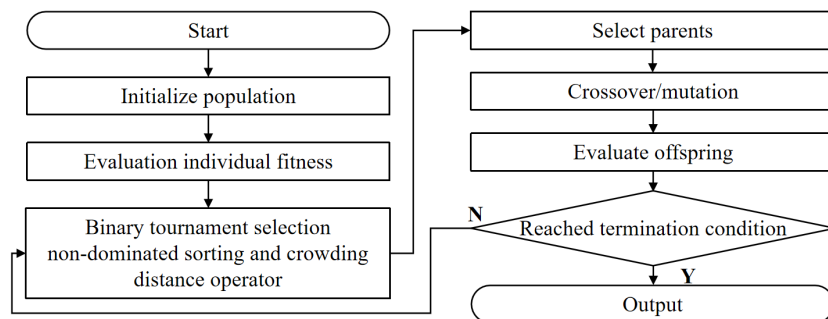 Start
Initialize population
Evaluation individual fitness
Binary tournament selection
non-dominated sorting and crowding
distance operator
Select parents
Crossover/mutation
Evaluate offspring
N
Reached termination condition
Y
Output